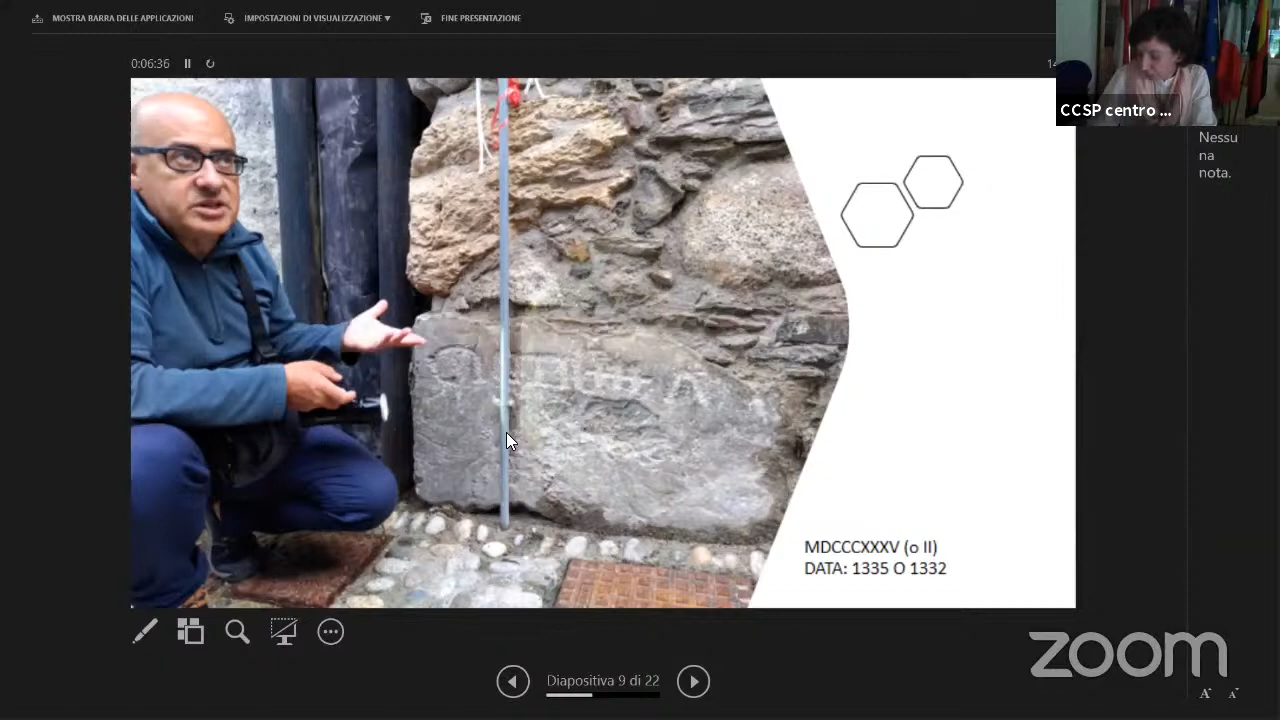 MOSTRA BARRA DELLE APPLICAZIONI
IMPOSTAZIONI DI VISUALIZZAZIONE ▼
FINE PRESENTAZIONE
0:06:36
CCSP centro ...
Nessu
na
nota.
MDCCCXXXV (o II)
DATA: 1335 O 1332
zoom
Diapositiva 9 di 22
A A